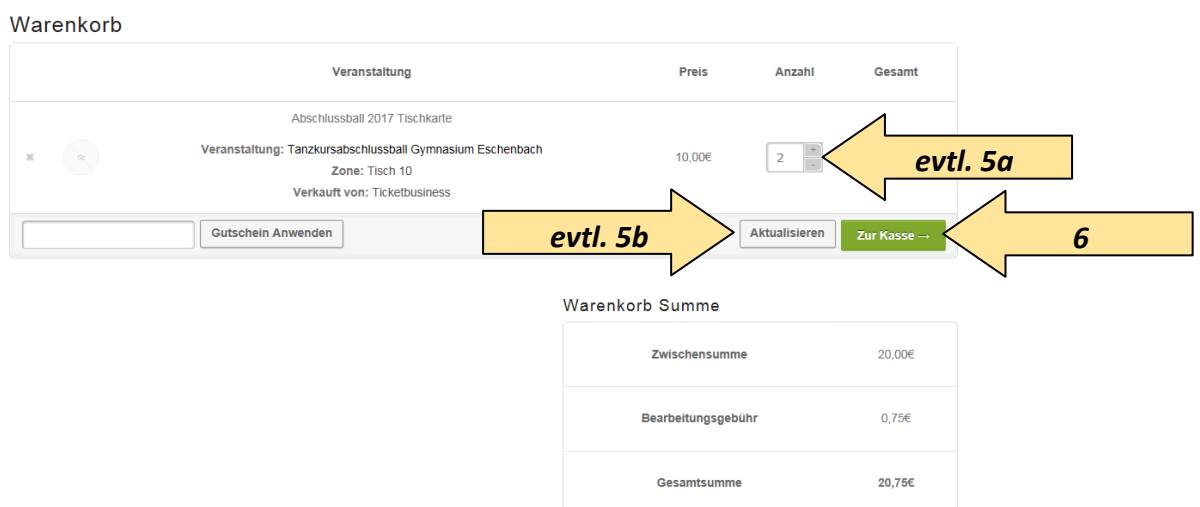 Warenkorb
Veranstaltung Preis Anzahl Gesamt
Abschlussball 2017 Tischkarte
Veranstaltung: Tanzkursabschlussball Gymnasium Eschenbach
Zone: Tisch 10
Verkauft von: Ticketbusiness
10,00€ 2 + -
evtl. 5a
Gutschein Anwenden
evtl. 5b
Aktualisieren
Zur Kasse →
6
Warenkorb Summe
Zwischensumme 20,00€
Bearbeitungsgebühr 0,75€
Gesamtsumme 20,75€